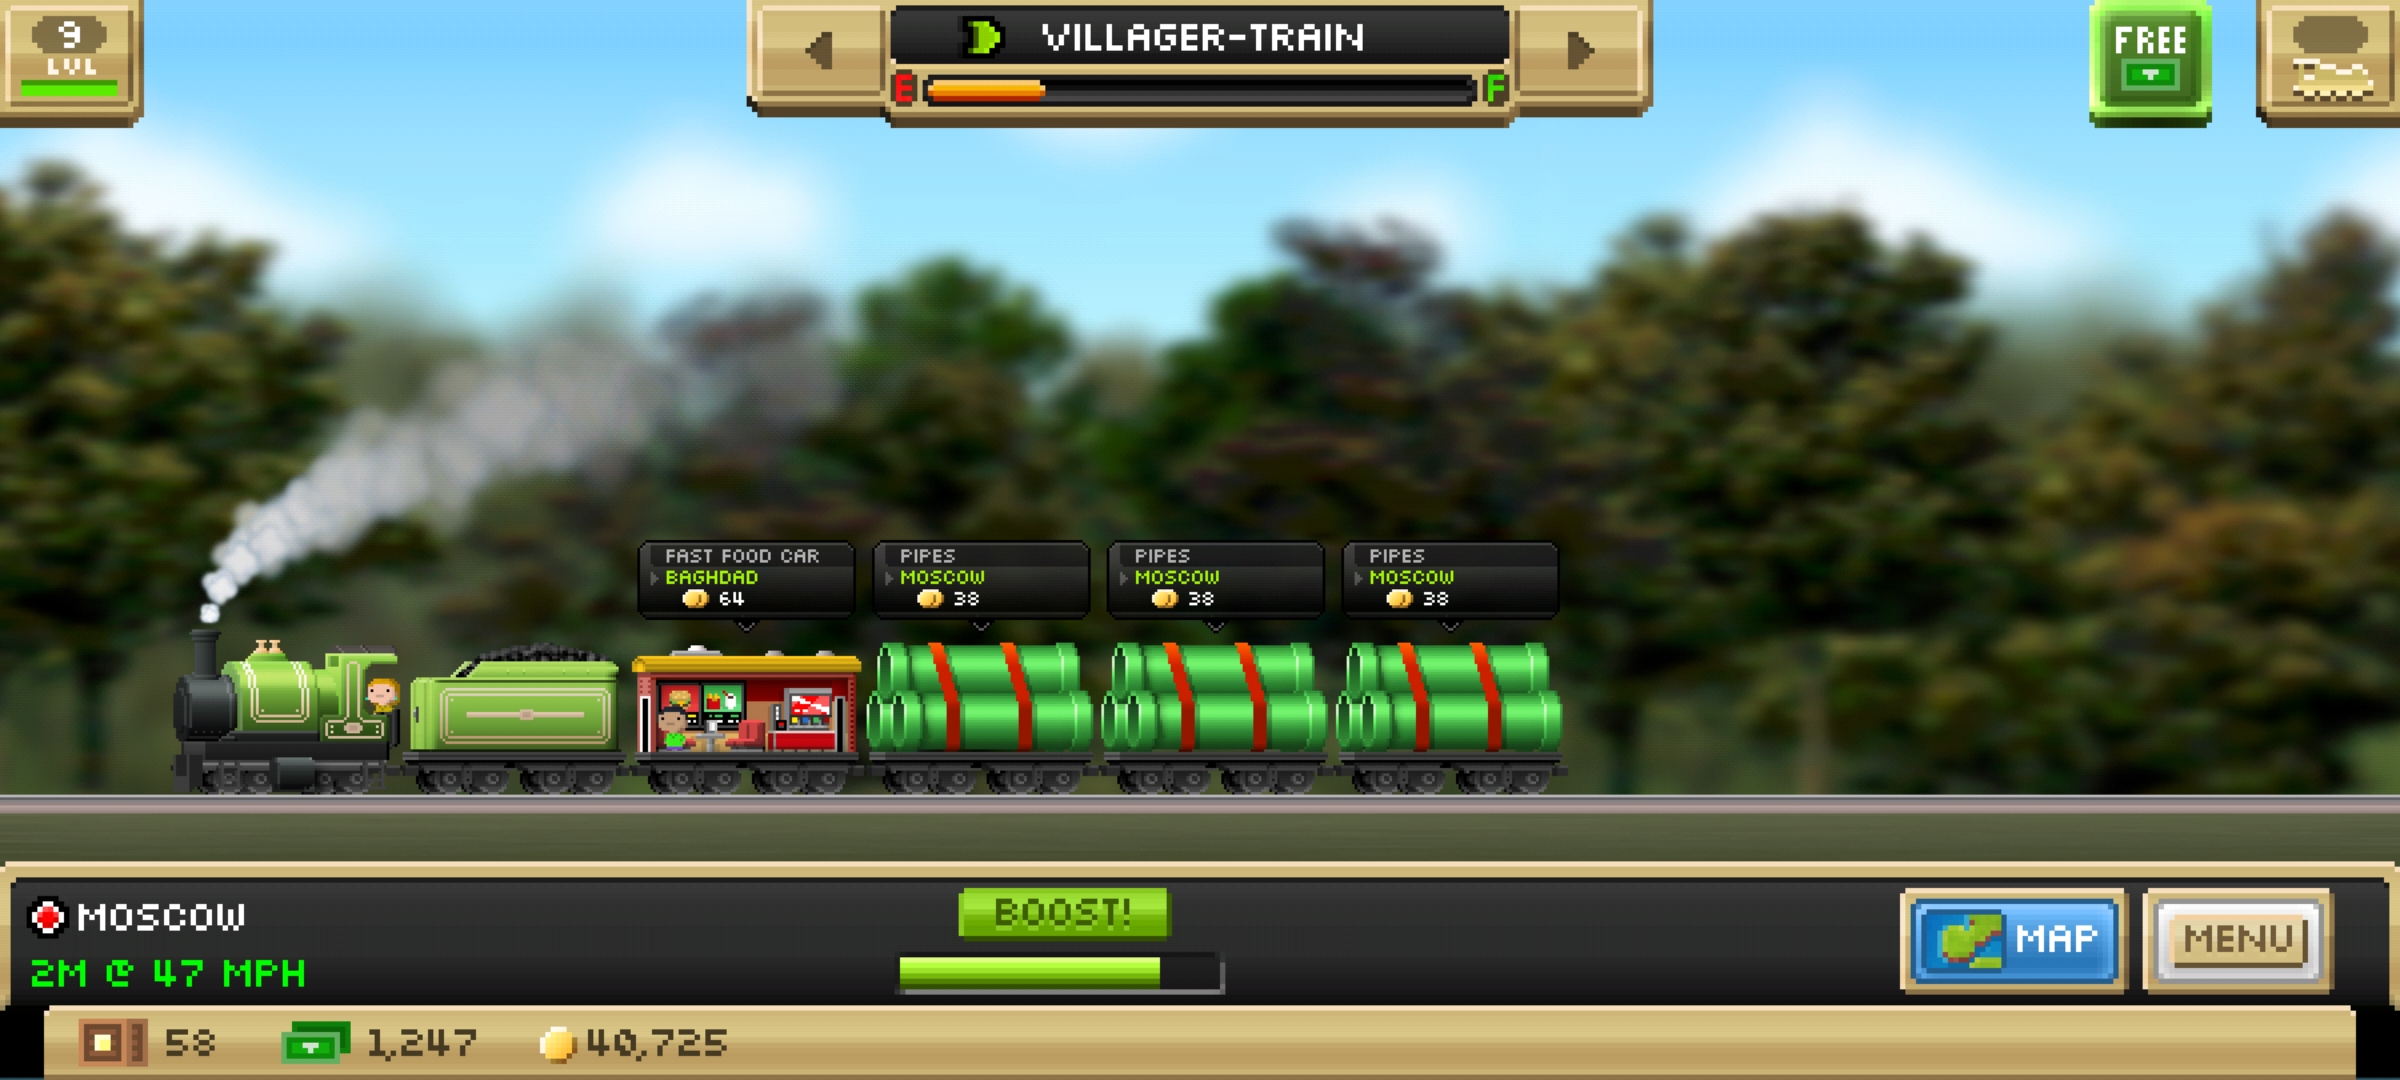 9
LVL
VILLAGER-TRAIN
E F
FREE
FAST FOOD CAR
BAGHDAD
64
PIPES
MOSCOW
38
PIPES
MOSCOW
38
PIPES
MOSCOW
38
MOSCOW
2M @ 47 MPH
BOOST!
MAP
MENU
58 1,247 40,725